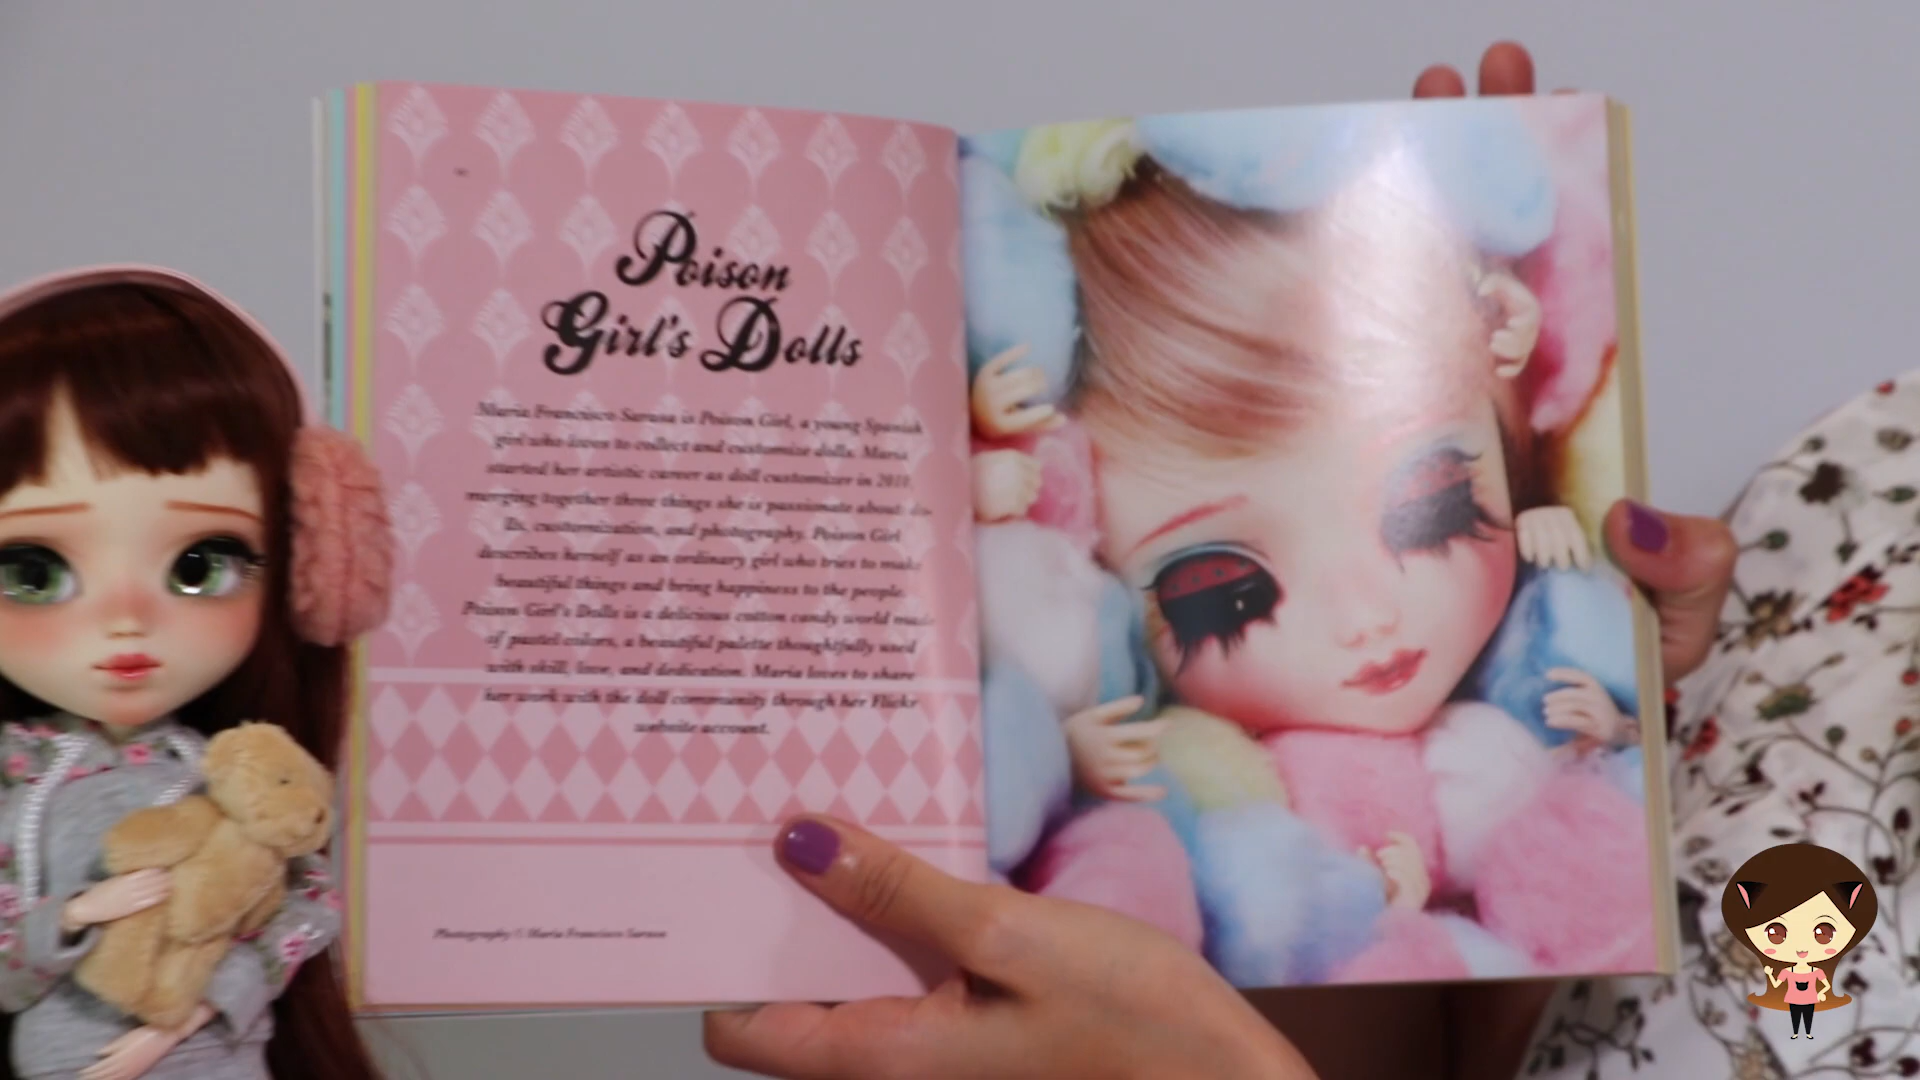 Poison
Girl's Dolls
Maria Francisco Sarasa is Poison Girl, a young Spanish
girl who loves to collect and customize dolls. Maria
started her artistic career as doll customizer in 2010,
merging together three things she is passionate about: do-
lls, customization, and photography. Poison Girl
describes herself as an ordinary girl who tries to make
beautiful things and bring happiness to the people.
Poison Girl's Dolls is a delicious cotton candy world made
of pastel colors, a beautiful palette thoughtfully used
with skill, love, and dedication. Maria loves to share
her work with the doll community through her Flickr
website account.
Photography © Maria Francisco Sarasa